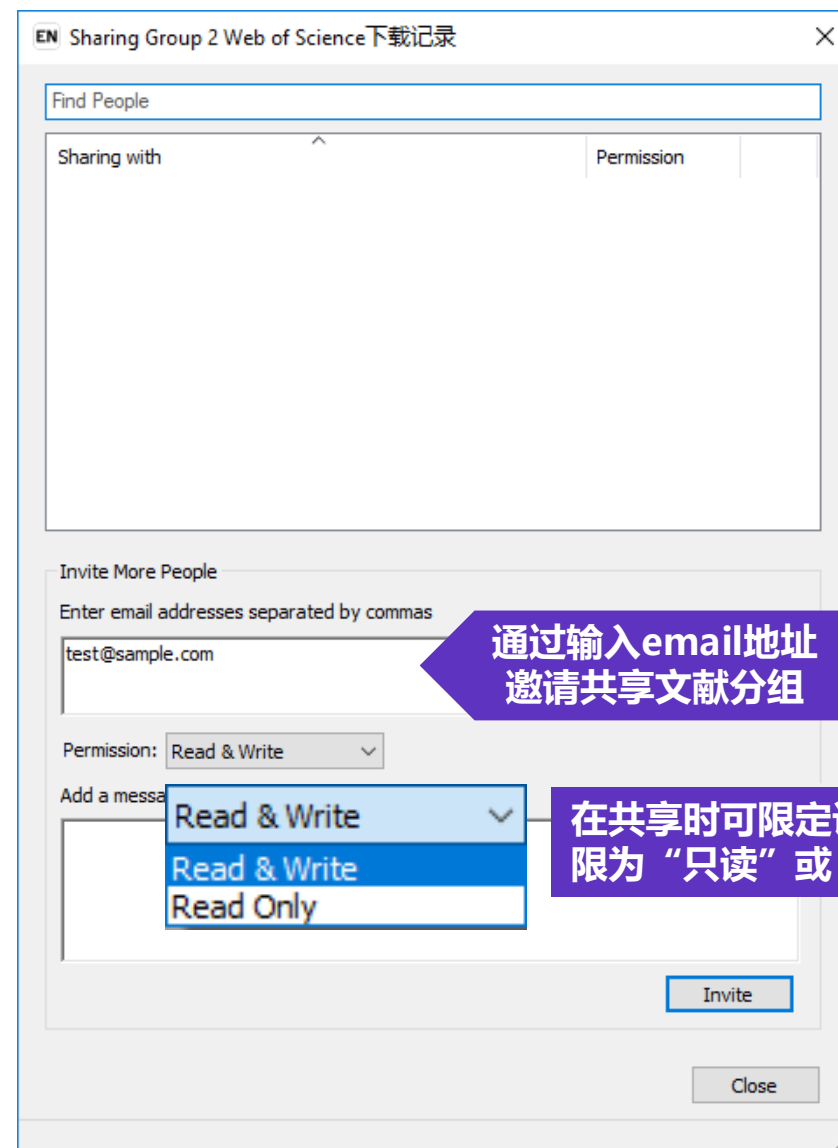 EN Sharing Group 2 Web of Science下载记录
Find People
Sharing with Permission
Invite More People
Enter email addresses separated by commas
test@sample.com
通过输入email地址
邀请共享文献分组
Permission: Read & Write
Add a messa
Read & Write
Read & Write
Read Only
在共享时可限定
限为“只读”或
Invite
Close